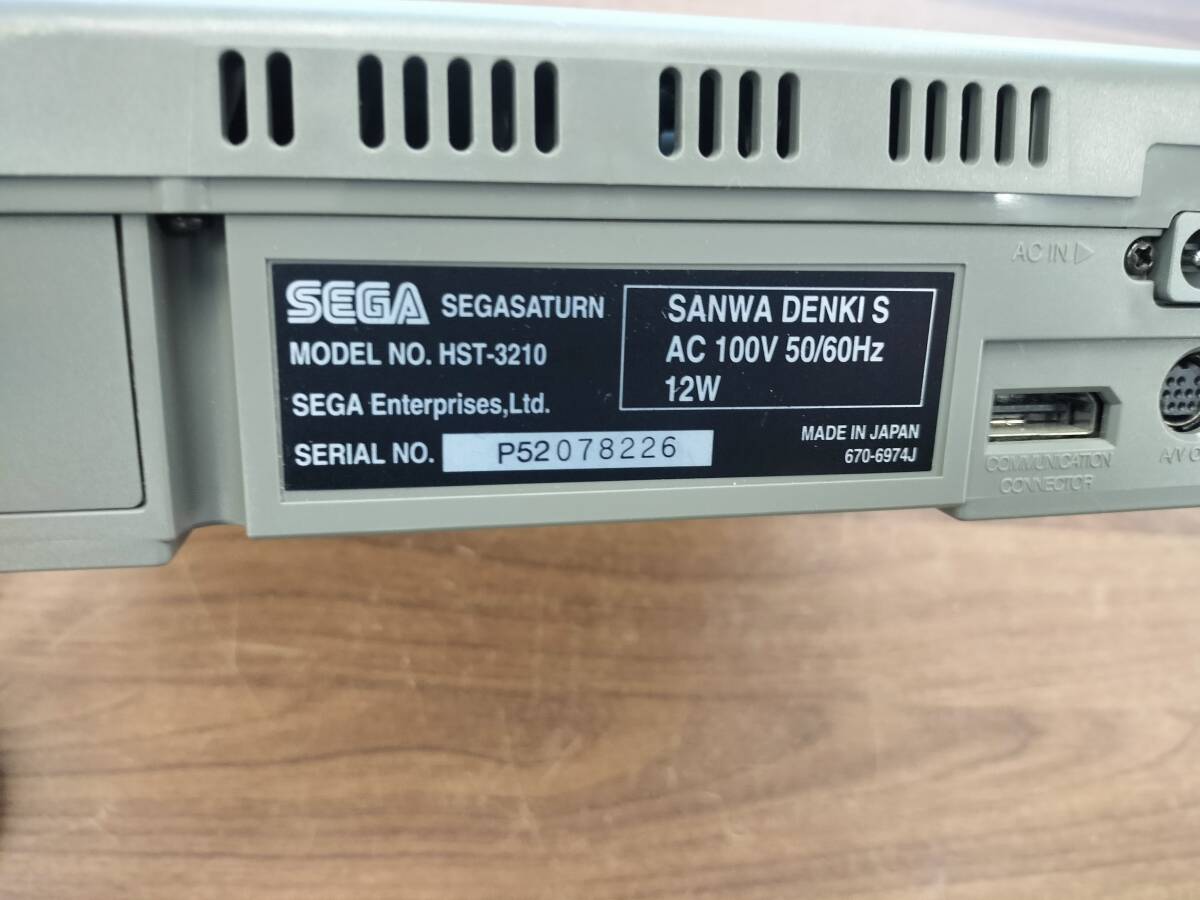 AC IN
SEGA SEGASATURN
MODEL NO. HST-3210
SEGA Enterprises,Ltd.
SERIAL NO. P52078226
SANWA DENKI S
AC 100V 50/60Hz
12W
MADE IN JAPAN
670-6974J
COMMUNICATION
CONNECTOR
A/V O